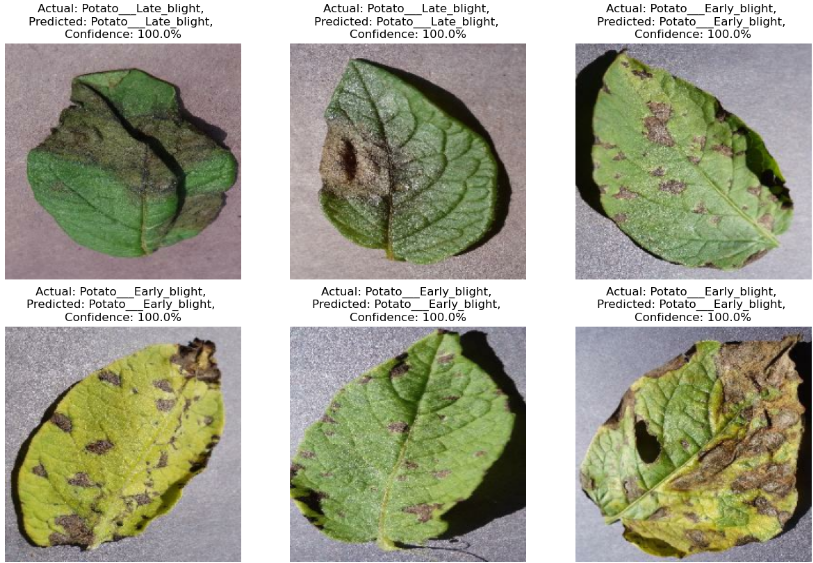 Actual: Potato___Late_blight,
Predicted: Potato___Late_blight,
Confidence: 100.0%
Actual: Potato___Late_blight,
Predicted: Potato___Late_blight,
Confidence: 100.0%
Actual: Potato___Early_blight,
Predicted: Potato___Early_blight,
Confidence: 100.0%
Actual: Potato___Early_blight,
Predicted: Potato___Early_blight,
Confidence: 100.0%
Actual: Potato___Early_blight,
Predicted: Potato___Early_blight,
Confidence: 100.0%
Actual: Potato___Early_blight,
Predicted: Potato___Early_blight,
Confidence: 100.0%